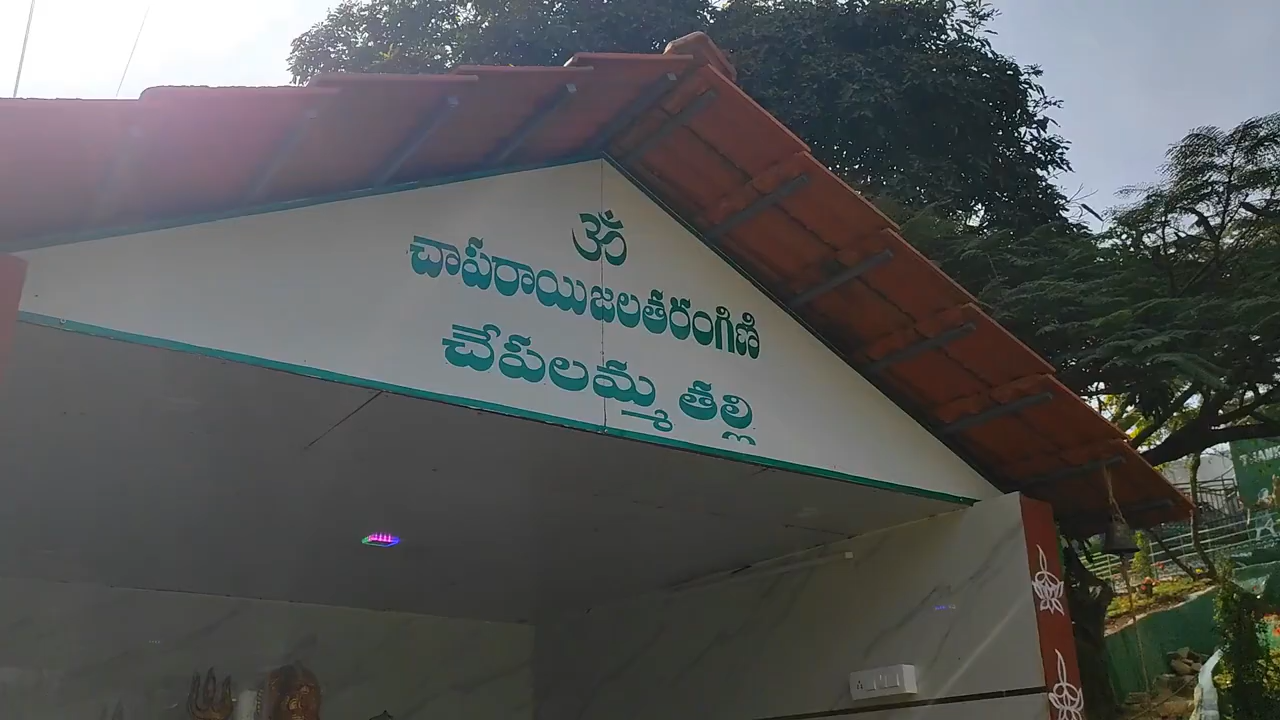 ఓం
చాపరాయిజలతరంగిణి
చేపలమ్మ తల్లి